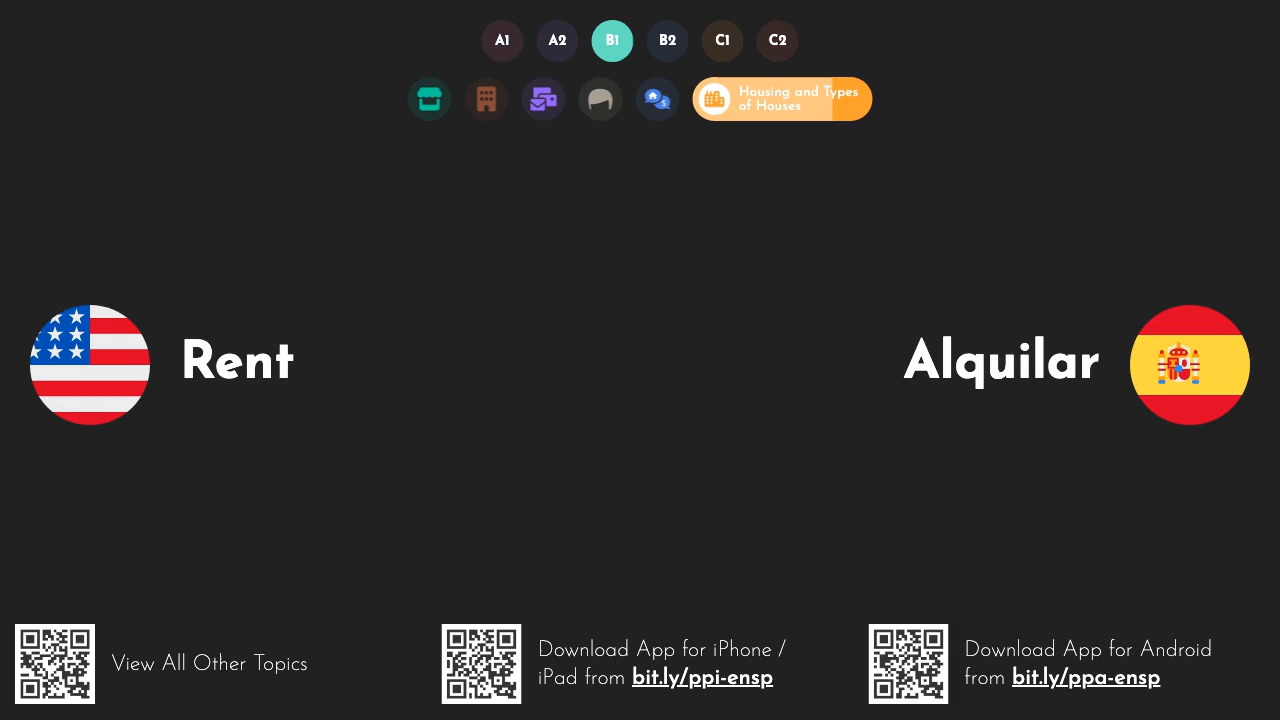 A1 A2 B1 B2 C1 C2
Housing and Types
of Houses
Rent
Alquilar
View All Other Topics
Download App for iPhone /
iPad from bit.ly/ppi-ensp
Download App for Android
from bit.ly/ppa-ensp